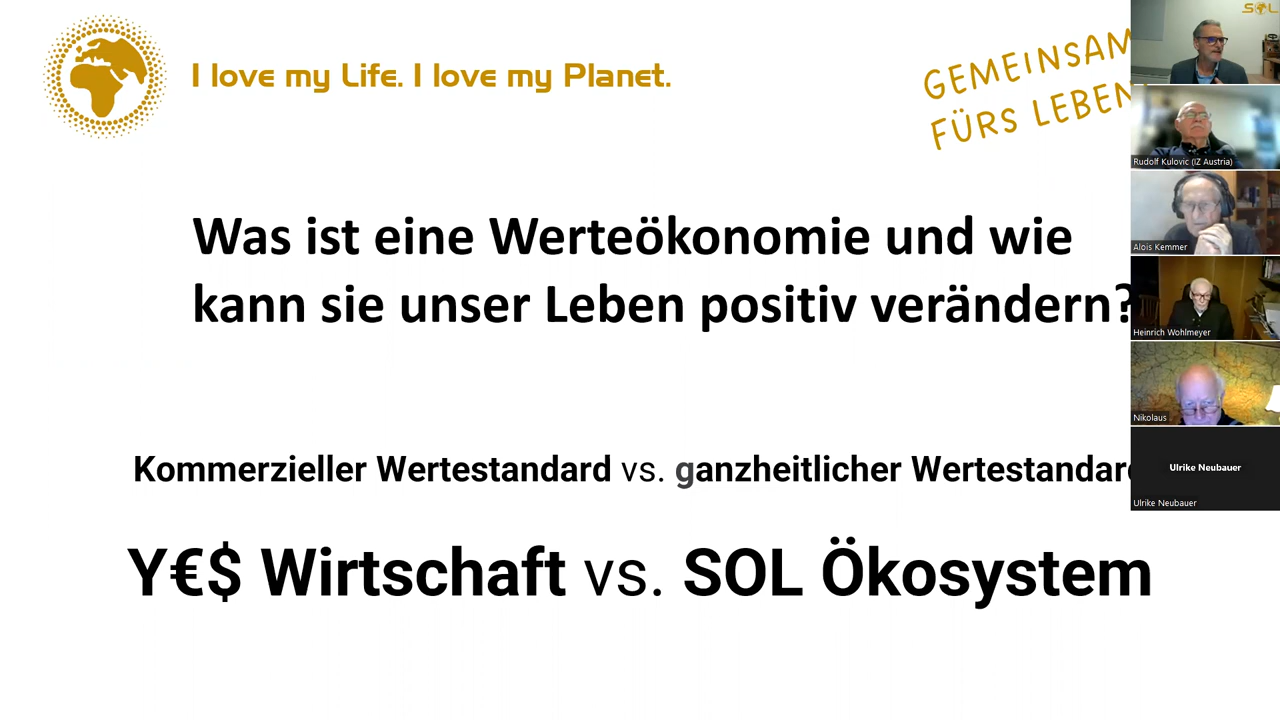 I love my Life. I love my Planet.
GEMEINSAM
FÜRS LEBEN
Was ist eine Werteökonomie und wie
kann sie unser Leben positiv verändern?
Kommerzieller Wertestandard vs. ganzheitlicher Wertestandard
Y€$ Wirtschaft vs. SOL Ökosystem
SOL
Rudolf Kulovic (IZ Austria)
Alois Kemmer
Heinrich Wohlmeyer
Nikolaus
Ulrike Neubauer
Ulrike Neubauer